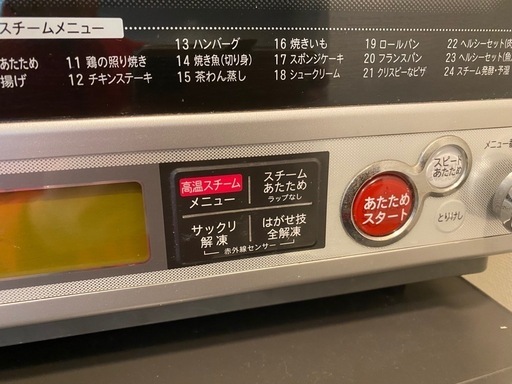 スチームメニュー
あたため
揚げ
11 鶏の照り焼き
12 チキンステーキ
13 ハンバーグ
14 焼き魚(切り身)
15 茶わん蒸し
16 焼きいも
17 スポンジケーキ
18 シュークリーム
19 ロールパン
20 フランスパン
21 クリスピーなピザ
22 ヘルシーセット(肉
23 ヘルシーセット(魚
24 スチーム発酵・予湿
高温スチーム
メニュー
スチーム
あたため
ラップなし
サックリ
解凍
はがせ技
全解凍
赤外線センサー
あたため
スタート
スピード
あたため
とりけし
メニュー番